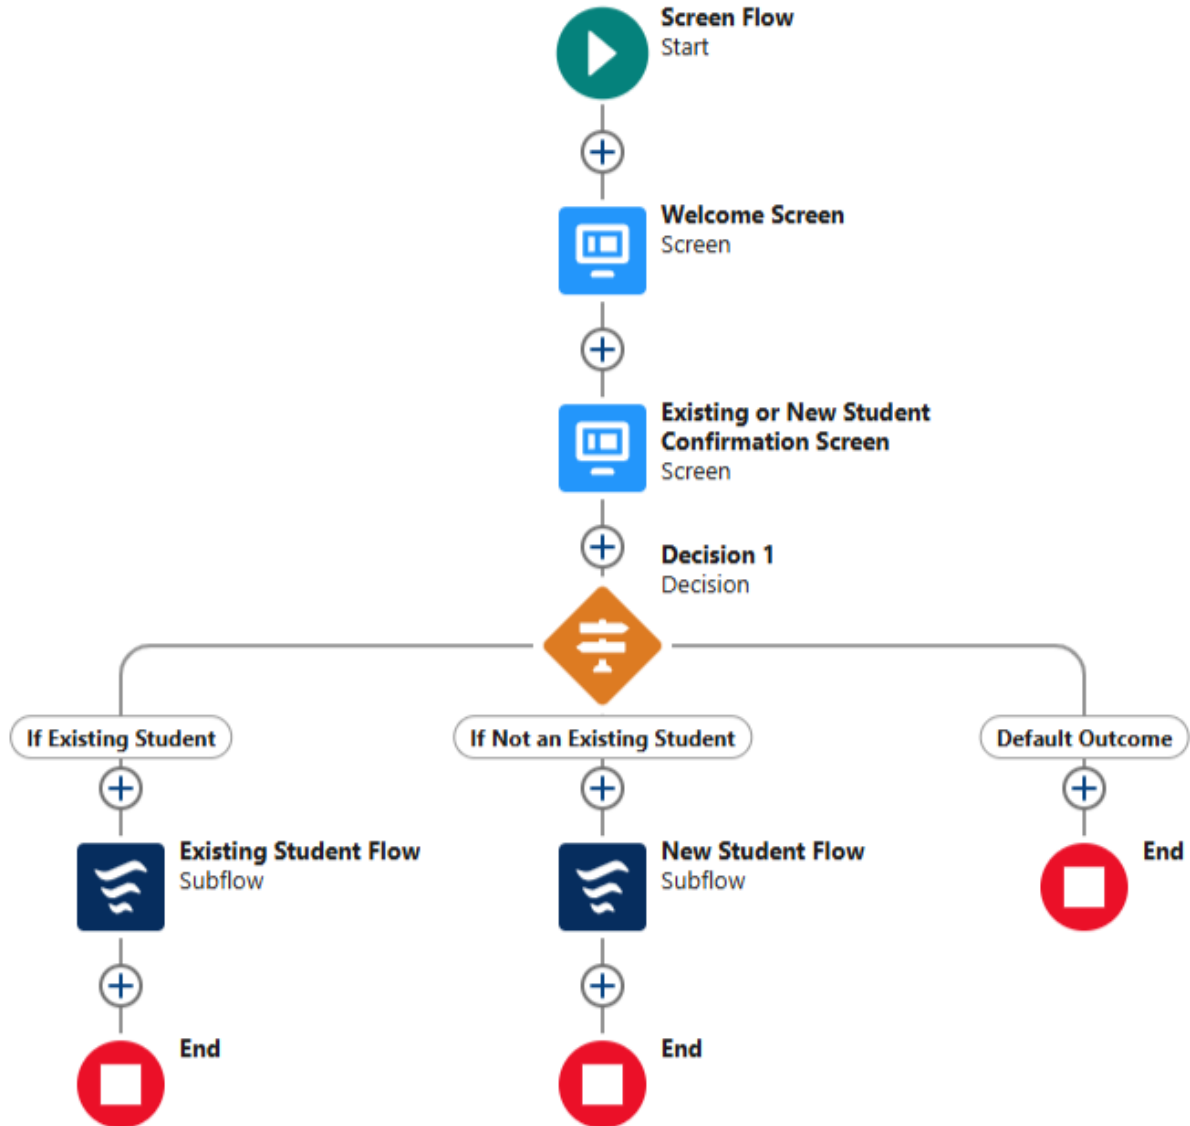 Screen Flow
Start
Welcome Screen
Screen
Existing or New Student
Confirmation Screen
Screen
Decision 1
Decision
If Existing Student
If Not an Existing Student
Default Outcome
Existing Student Flow
Subflow
New Student Flow
Subflow
End
End
End